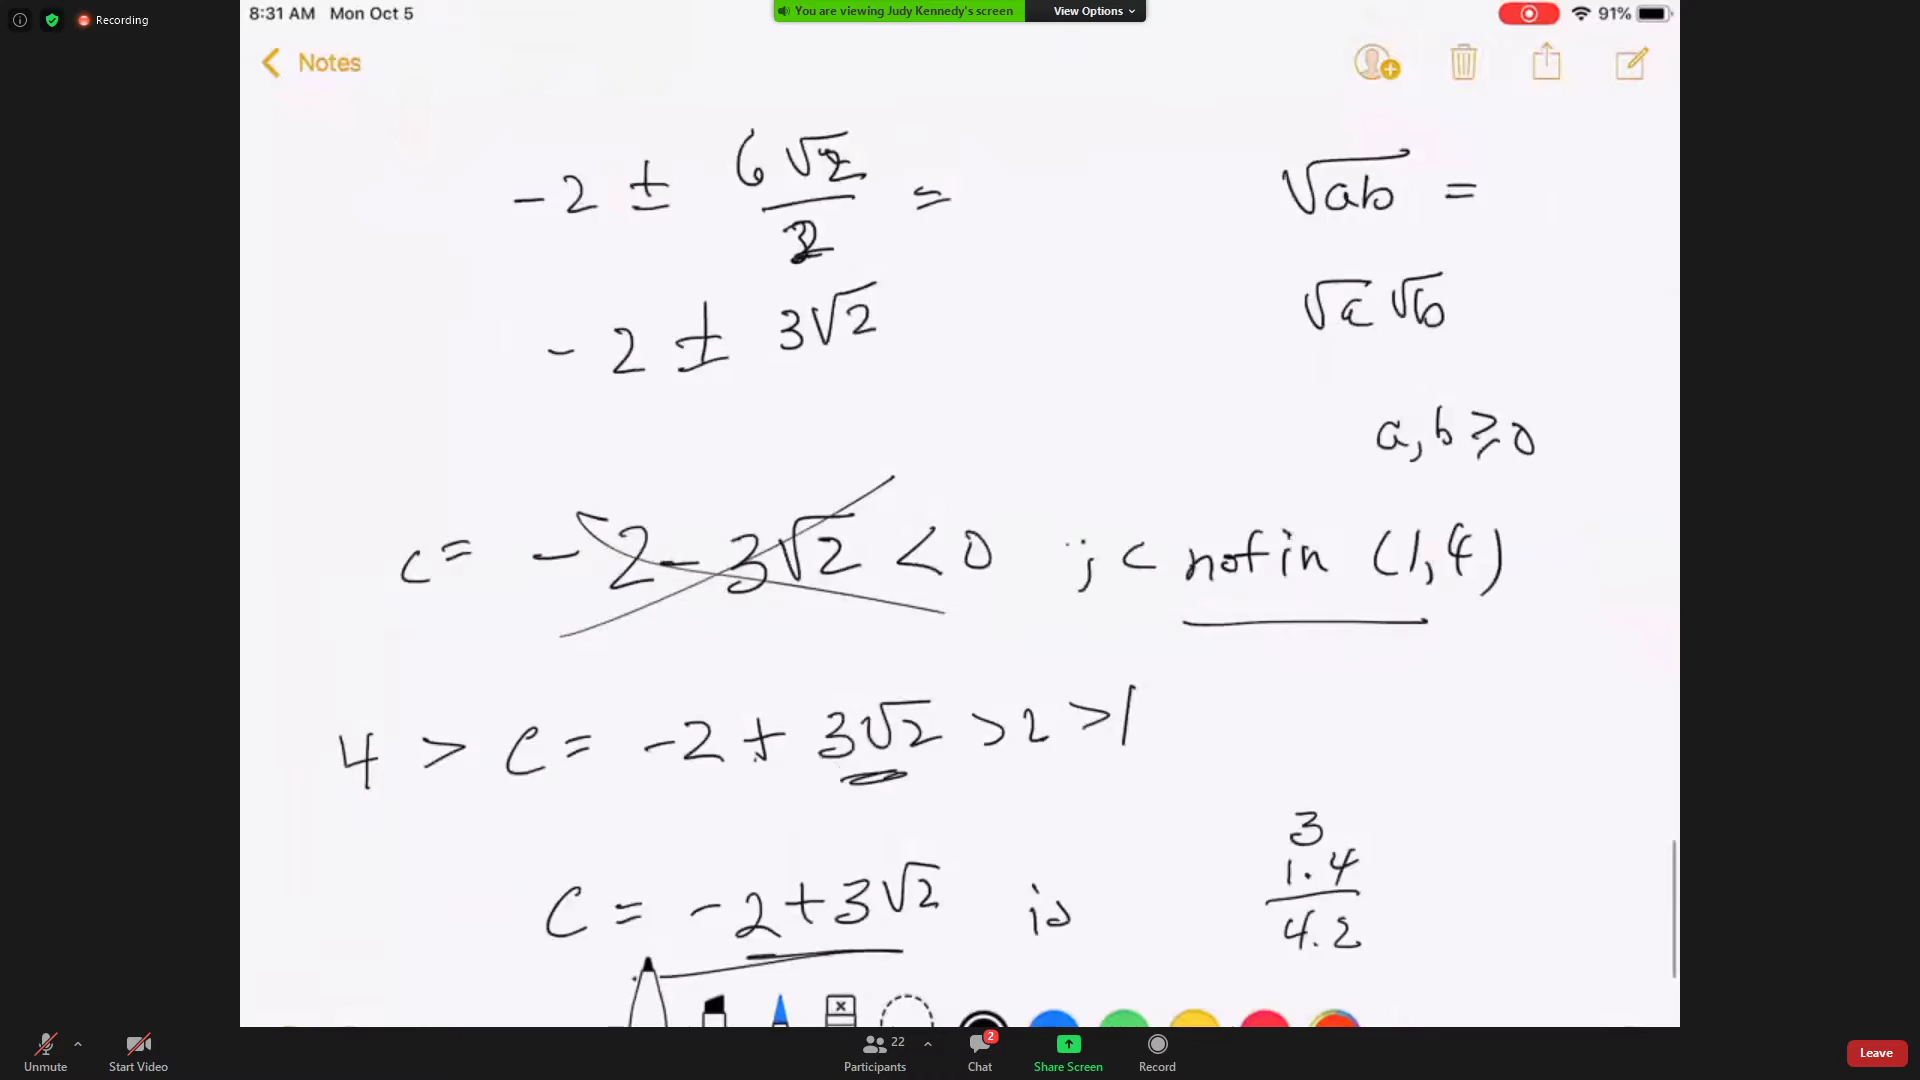 Recording
8:31 AM Mon Oct 5
You are viewing Judy Kennedy's screen
View Options
91%
Notes
-2 ± 6√2/2 =
-2 ± 3√2
√ab =
√a √b
a, b ≥ 0
c = -2 - 3√2 < 0 ; c not in (1,4)
4 > c = -2 + 3√2 > 2 > 1
c = -2 + 3√2 is
3
1.4
4.2
Unmute
Start Video
22
Participants
2
Chat
Share Screen
Record
Leave